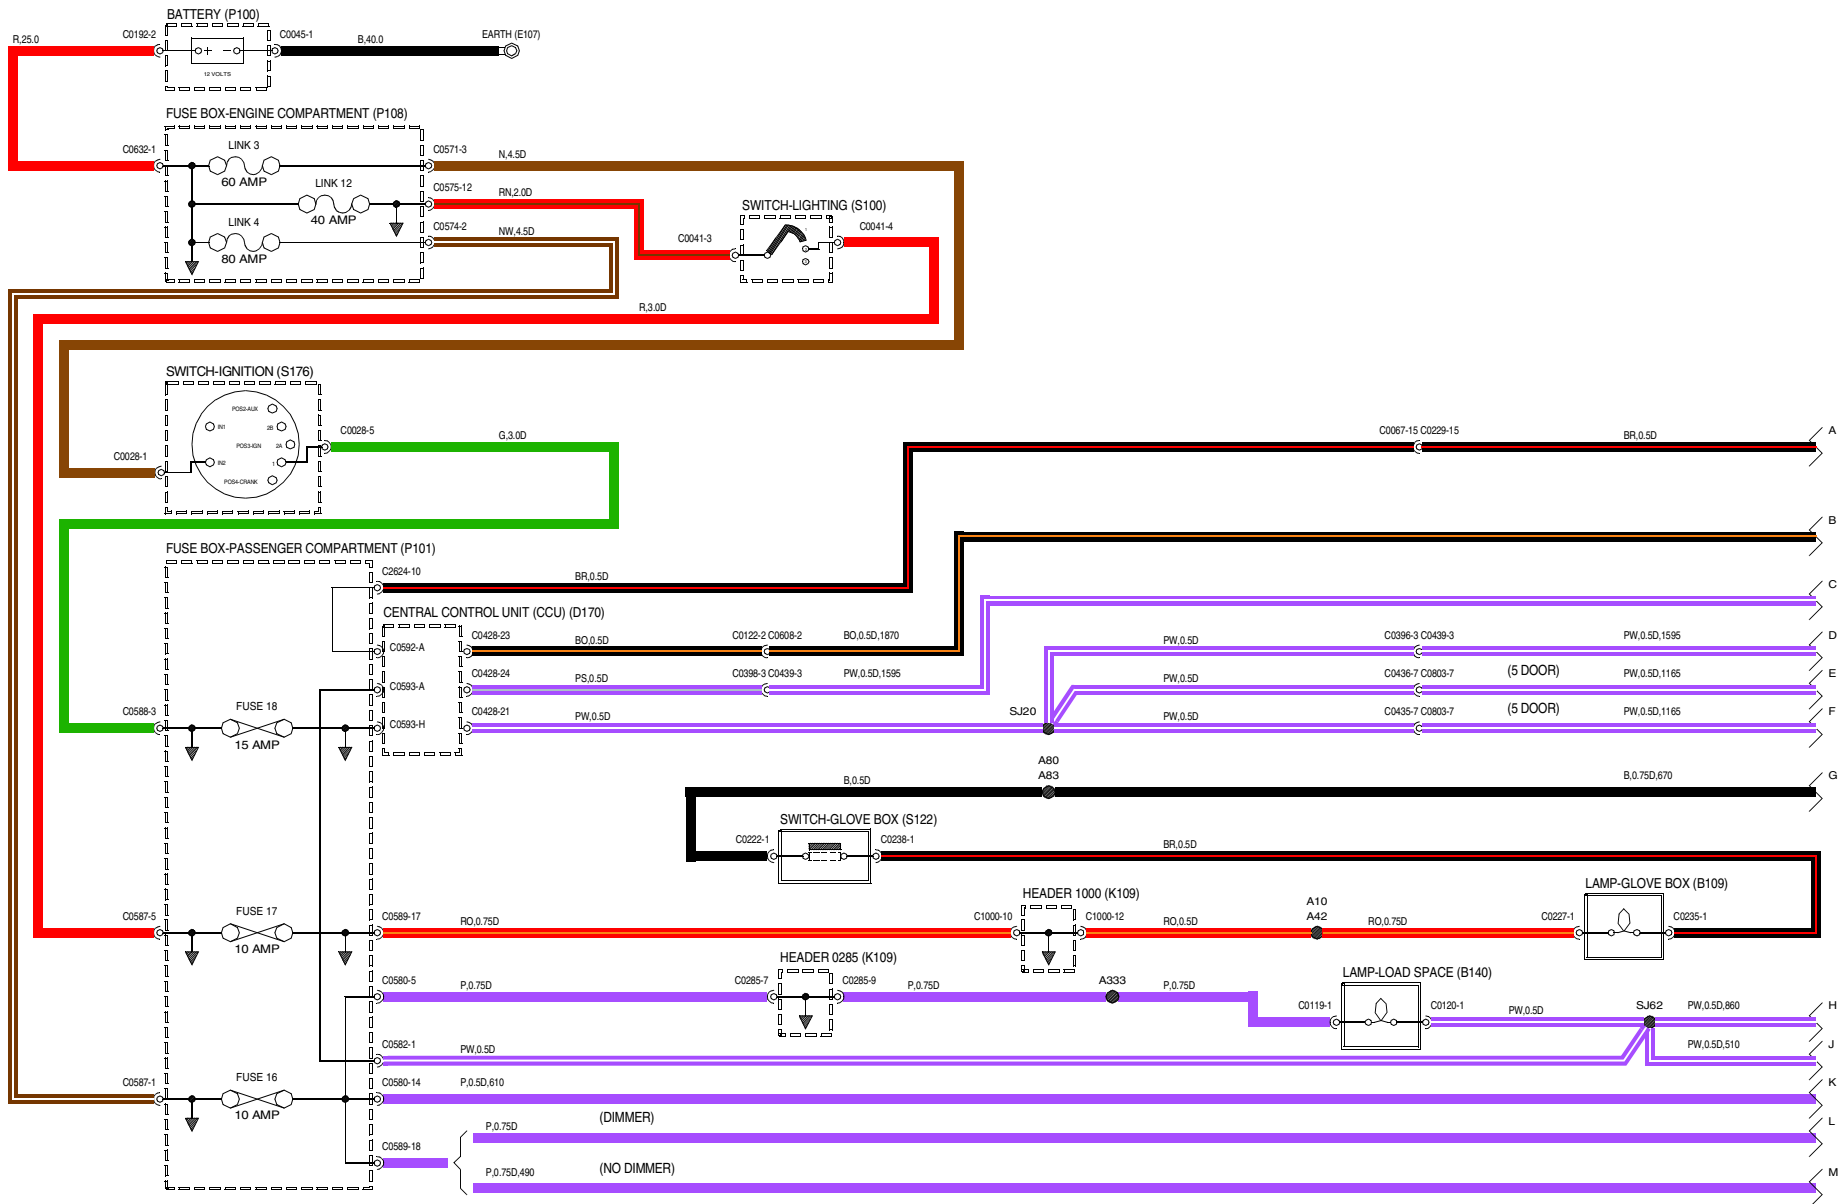 BATTERY (P100)
R,25.0
C0192-2
C0045-1
B,40.0
EARTH (E107)
12 VOLTS
FUSE BOX-ENGINE COMPARTMENT (P108)
C0632-1
LINK 3
60 AMP
C0571-3
N,4.5D
LINK 12
40 AMP
C0575-12
RN,2.0D
LINK 4
80 AMP
C0574-2
NW,4.5D
SWITCH-LIGHTING (S100)
C0041-3
C0041-4
R,3.0D
SWITCH-IGNITION (S176)
POS2-AUX
IN1
2B
POS3-IGN
2A
IN2
1
POS4-CRANK
C0028-1
C0028-5
G,3.0D
C0067-15 C0229-15
BR,0.5D
A
B
FUSE BOX-PASSENGER COMPARTMENT (P101)
C2624-10
BR,0.5D
C
CENTRAL CONTROL UNIT (CCU) (D170)
C0592-A
C0428-23
BO,0.5D
C0122-2 C0608-2
BO,0.5D,1870
PW,0.5D
C0396-3 C0439-3
PW,0.5D,1595
D
C0593-A
C0428-24
PS,0.5D
C0398-3 C0439-3
PW,0.5D,1595
PW,0.5D
C0436-7 C0803-7
(5 DOOR)
PW,0.5D,1165
E
C0588-3
FUSE 18
15 AMP
C0593-H
C0428-21
PW,0.5D
SJ20
PW,0.5D
C0435-7 C0803-7
(5 DOOR)
PW,0.5D,1165
F
A80
A83
B,0.5D
B,0.75D,670
G
SWITCH-GLOVE BOX (S122)
C0222-1
C0238-1
BR,0.5D
HEADER 1000 (K109)
LAMP-GLOVE BOX (B109)
C0587-5
FUSE 17
10 AMP
C0589-17
RO,0.75D
C1000-10
C1000-12
RO,0.5D
A10
A42
RO,0.75D
C0227-1
C0235-1
HEADER 0285 (K109)
LAMP-LOAD SPACE (B140)
C0580-5
P,0.75D
C0285-7
C0285-9
P,0.75D
A333
P,0.75D
C0119-1
C0120-1
PW,0.5D
SJ62
PW,0.5D,860
H
C0582-1
PW,0.5D
PW,0.5D,510
J
C0587-1
FUSE 16
10 AMP
C0580-14
P,0.5D,610
K
(DIMMER)
P,0.75D
L
C0589-18
P,0.75D,490
(NO DIMMER)
M